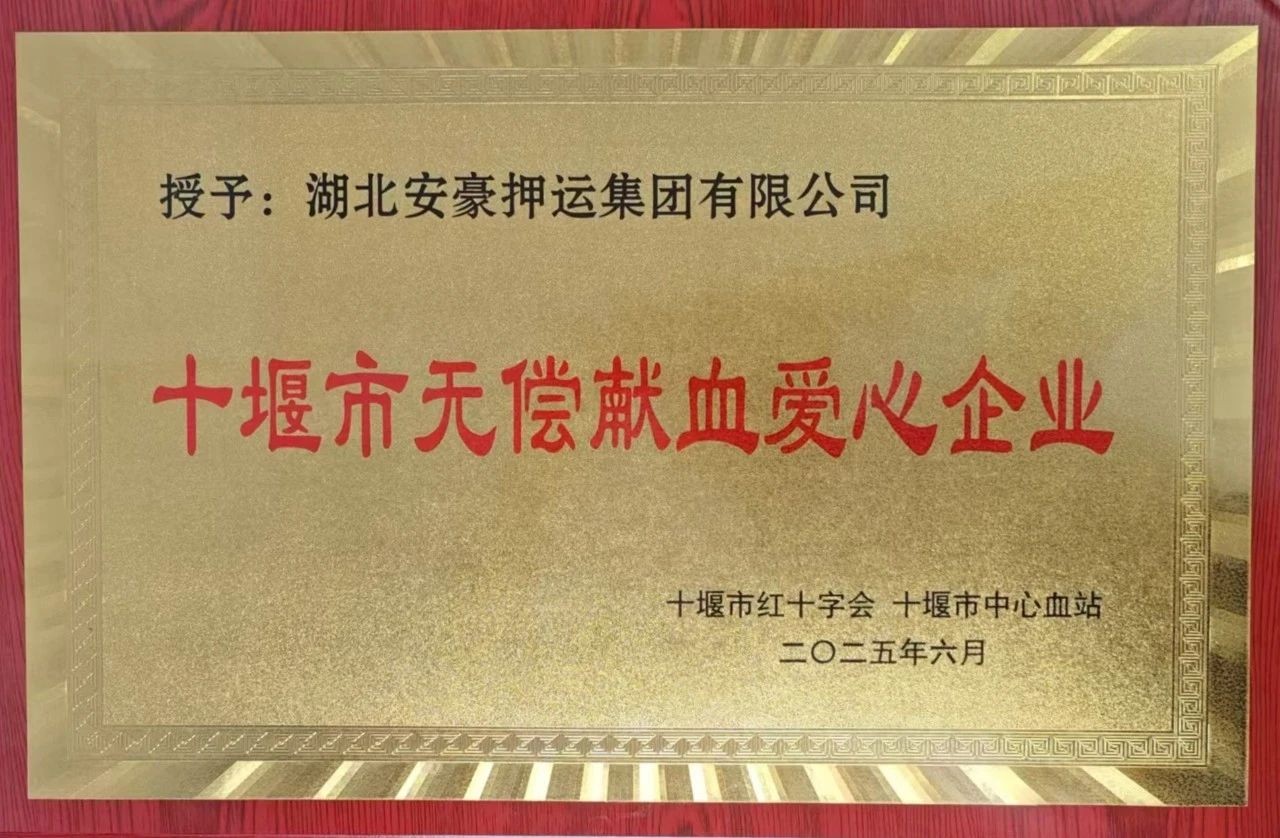 授予：湖北安豪押运集团有限公司
十堰市无偿献血爱心企业
十堰市红十字会 十堰市中心血站
二〇二五年六月